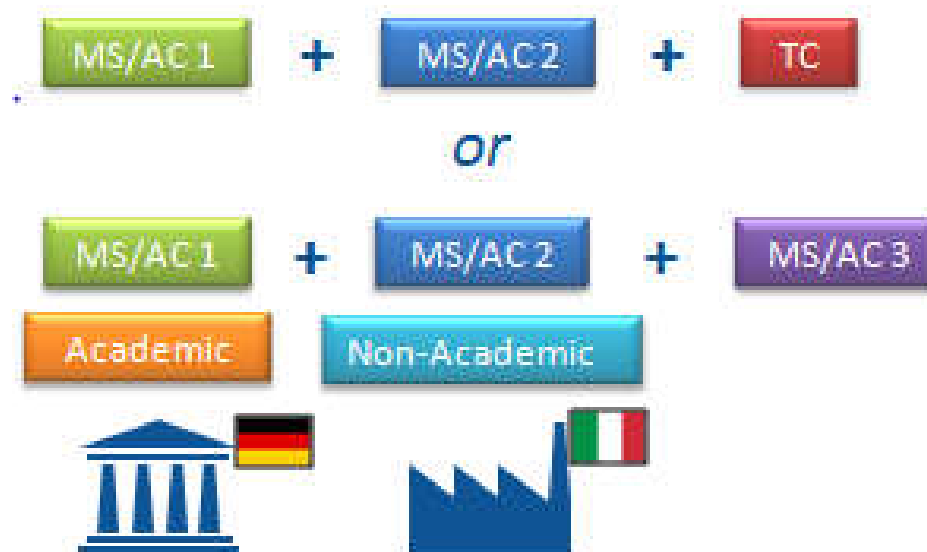 MS/AC 1 + MS/AC 2 + TC
or
MS/AC 1 + MS/AC 2 + MS/AC 3
Academic Non-Academic